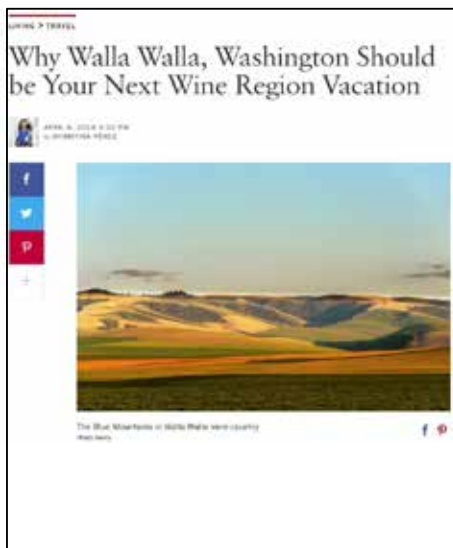 LIVING > TRAVEL
Why Walla Walla, Washington Should
be Your Next Wine Region Vacation
The Blue Mountains in Walla Walla wine country